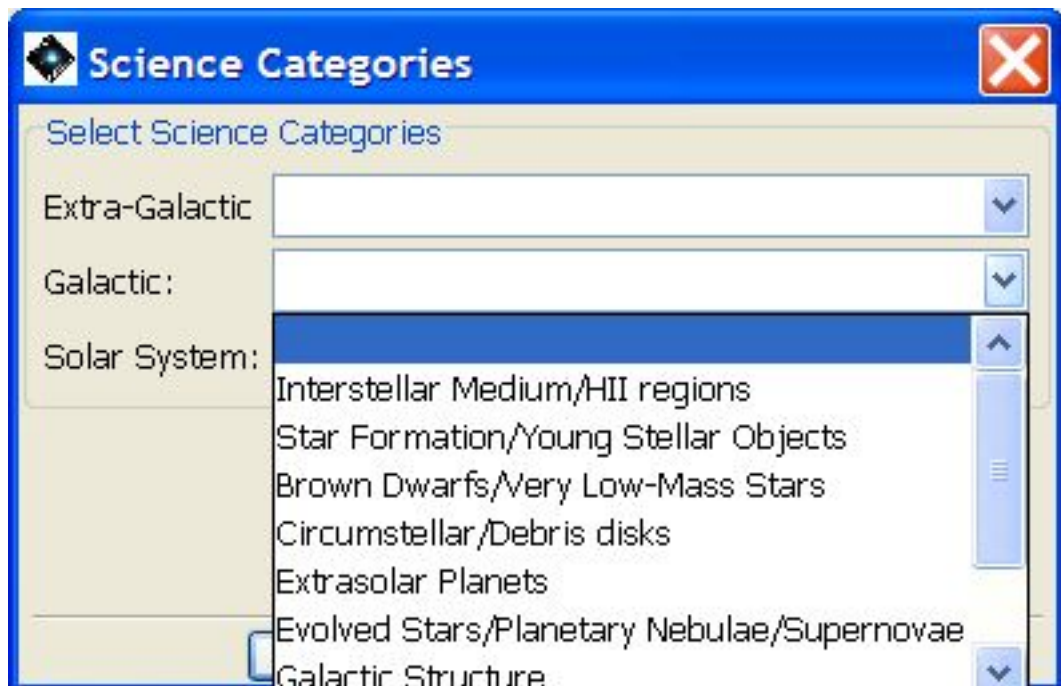 Science Categories
Select Science Categories
Extra-Galactic
Galactic:
Solar System:
Interstellar Medium/HII regions
Star Formation/Young Stellar Objects
Brown Dwarfs/Very Low-Mass Stars
Circumstellar/Debris disks
Extrasolar Planets
Evolved Stars/Planetary Nebulae/Supernovae
Galactic Structure